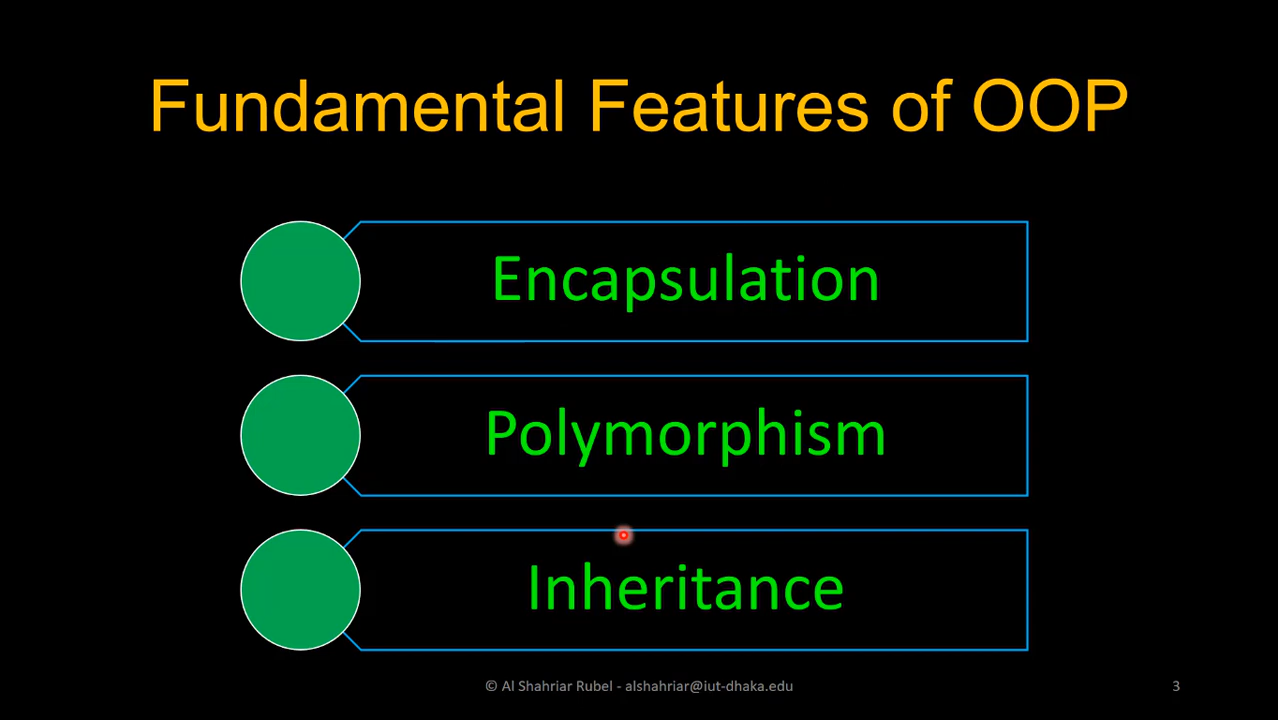 Fundamental Features of OOP
Encapsulation
Polymorphism
Inheritance
© Al Shahriar Rubel - alshahriar@iut-dhaka.edu
3